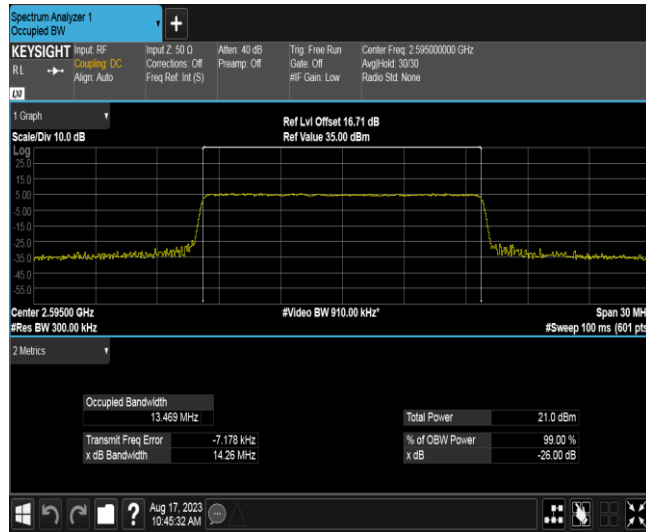 Spectrum Analyzer 1
Occupied BW
+
KEYSIGHT
RL
LXI
Input: RF
Coupling: DC
Align: Auto
Input Z: 50 Ω
Corrections: Off
Freq Ref: Int (S)
Atten: 40 dB
Preamp: Off
Trig: Free Run
Gate: Off
#IF Gain: Low
Center Freq: 2.595000000 GHz
Avg|Hold: 30/30
Radio Std: None
1 Graph
Scale/Div 10.0 dB
Ref Lvl Offset 16.71 dB
Ref Value 35.00 dBm
Log
25.0
15.0
5.00
-5.00
-15.0
-25.0
-35.0
-45.0
-55.0
Center 2.59500 GHz
#Res BW 300.00 kHz
#Video BW 910.00 kHz*
Span 30 MH
#Sweep 100 ms (601 pts
2 Metrics
Occupied Bandwidth
13.469 MHz
Transmit Freq Error -7.178 kHz
x dB Bandwidth 14.26 MHz
Total Power 21.0 dBm
% of OBW Power 99.00 %
x dB -26.00 dB
?
Aug 17, 2023
10:45:32 AM